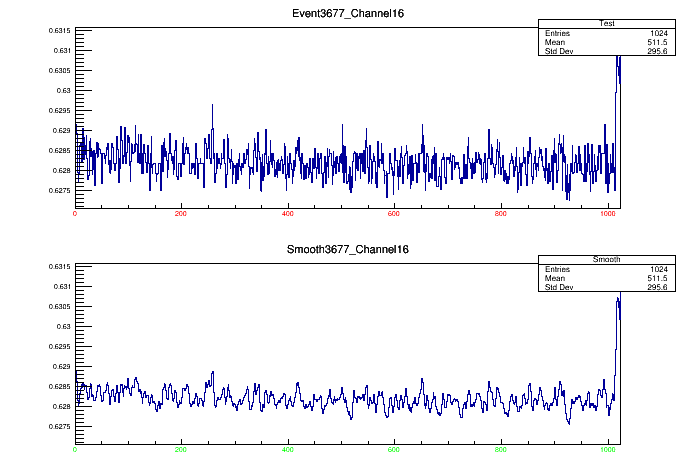 Event3677_Channel16
Test
Entries 1024
Mean 511.5
Std Dev 295.6
0.6315
0.631
0.6305
0.63
0.6295
0.629
0.6285
0.628
0.6275
0 200 400 600 800 1000
Smooth3677_Channel16
Smooth
Entries 1024
Mean 511.5
Std Dev 295.6
0.6315
0.631
0.6305
0.63
0.6295
0.629
0.6285
0.628
0.6275
0 200 400 600 800 1000